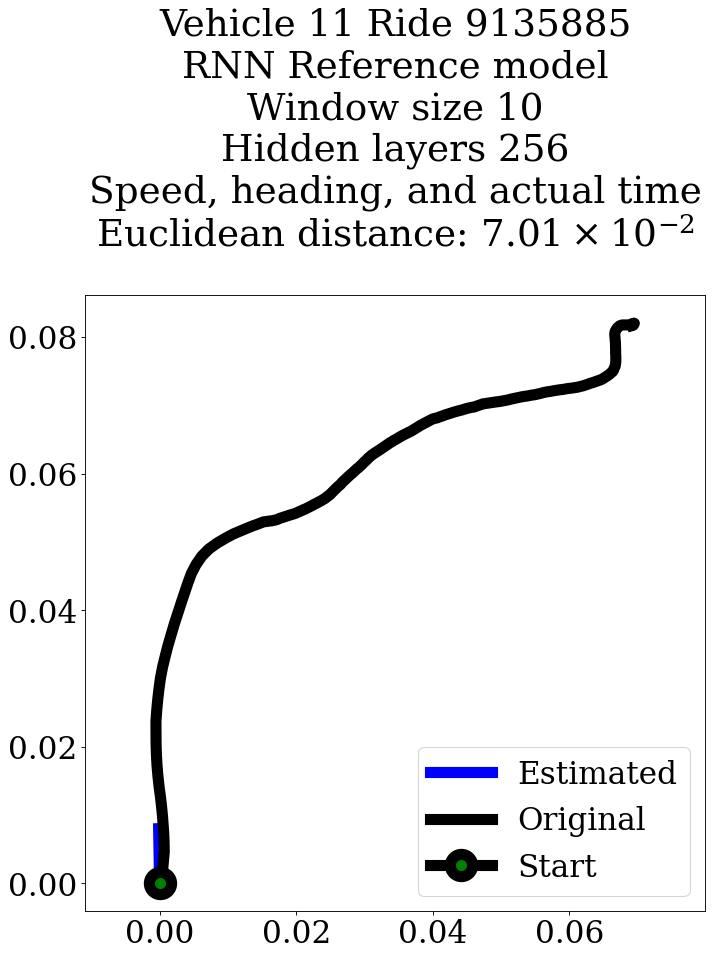 Vehicle 11 Ride 9135885
RNN Reference model
Window size 10
Hidden layers 256
Speed, heading, and actual time
Euclidean distance: 7.01 × 10⁻²
0.08
0.06
0.04
0.02
0.00
Estimated
Original
Start
0.00 0.02 0.04 0.06